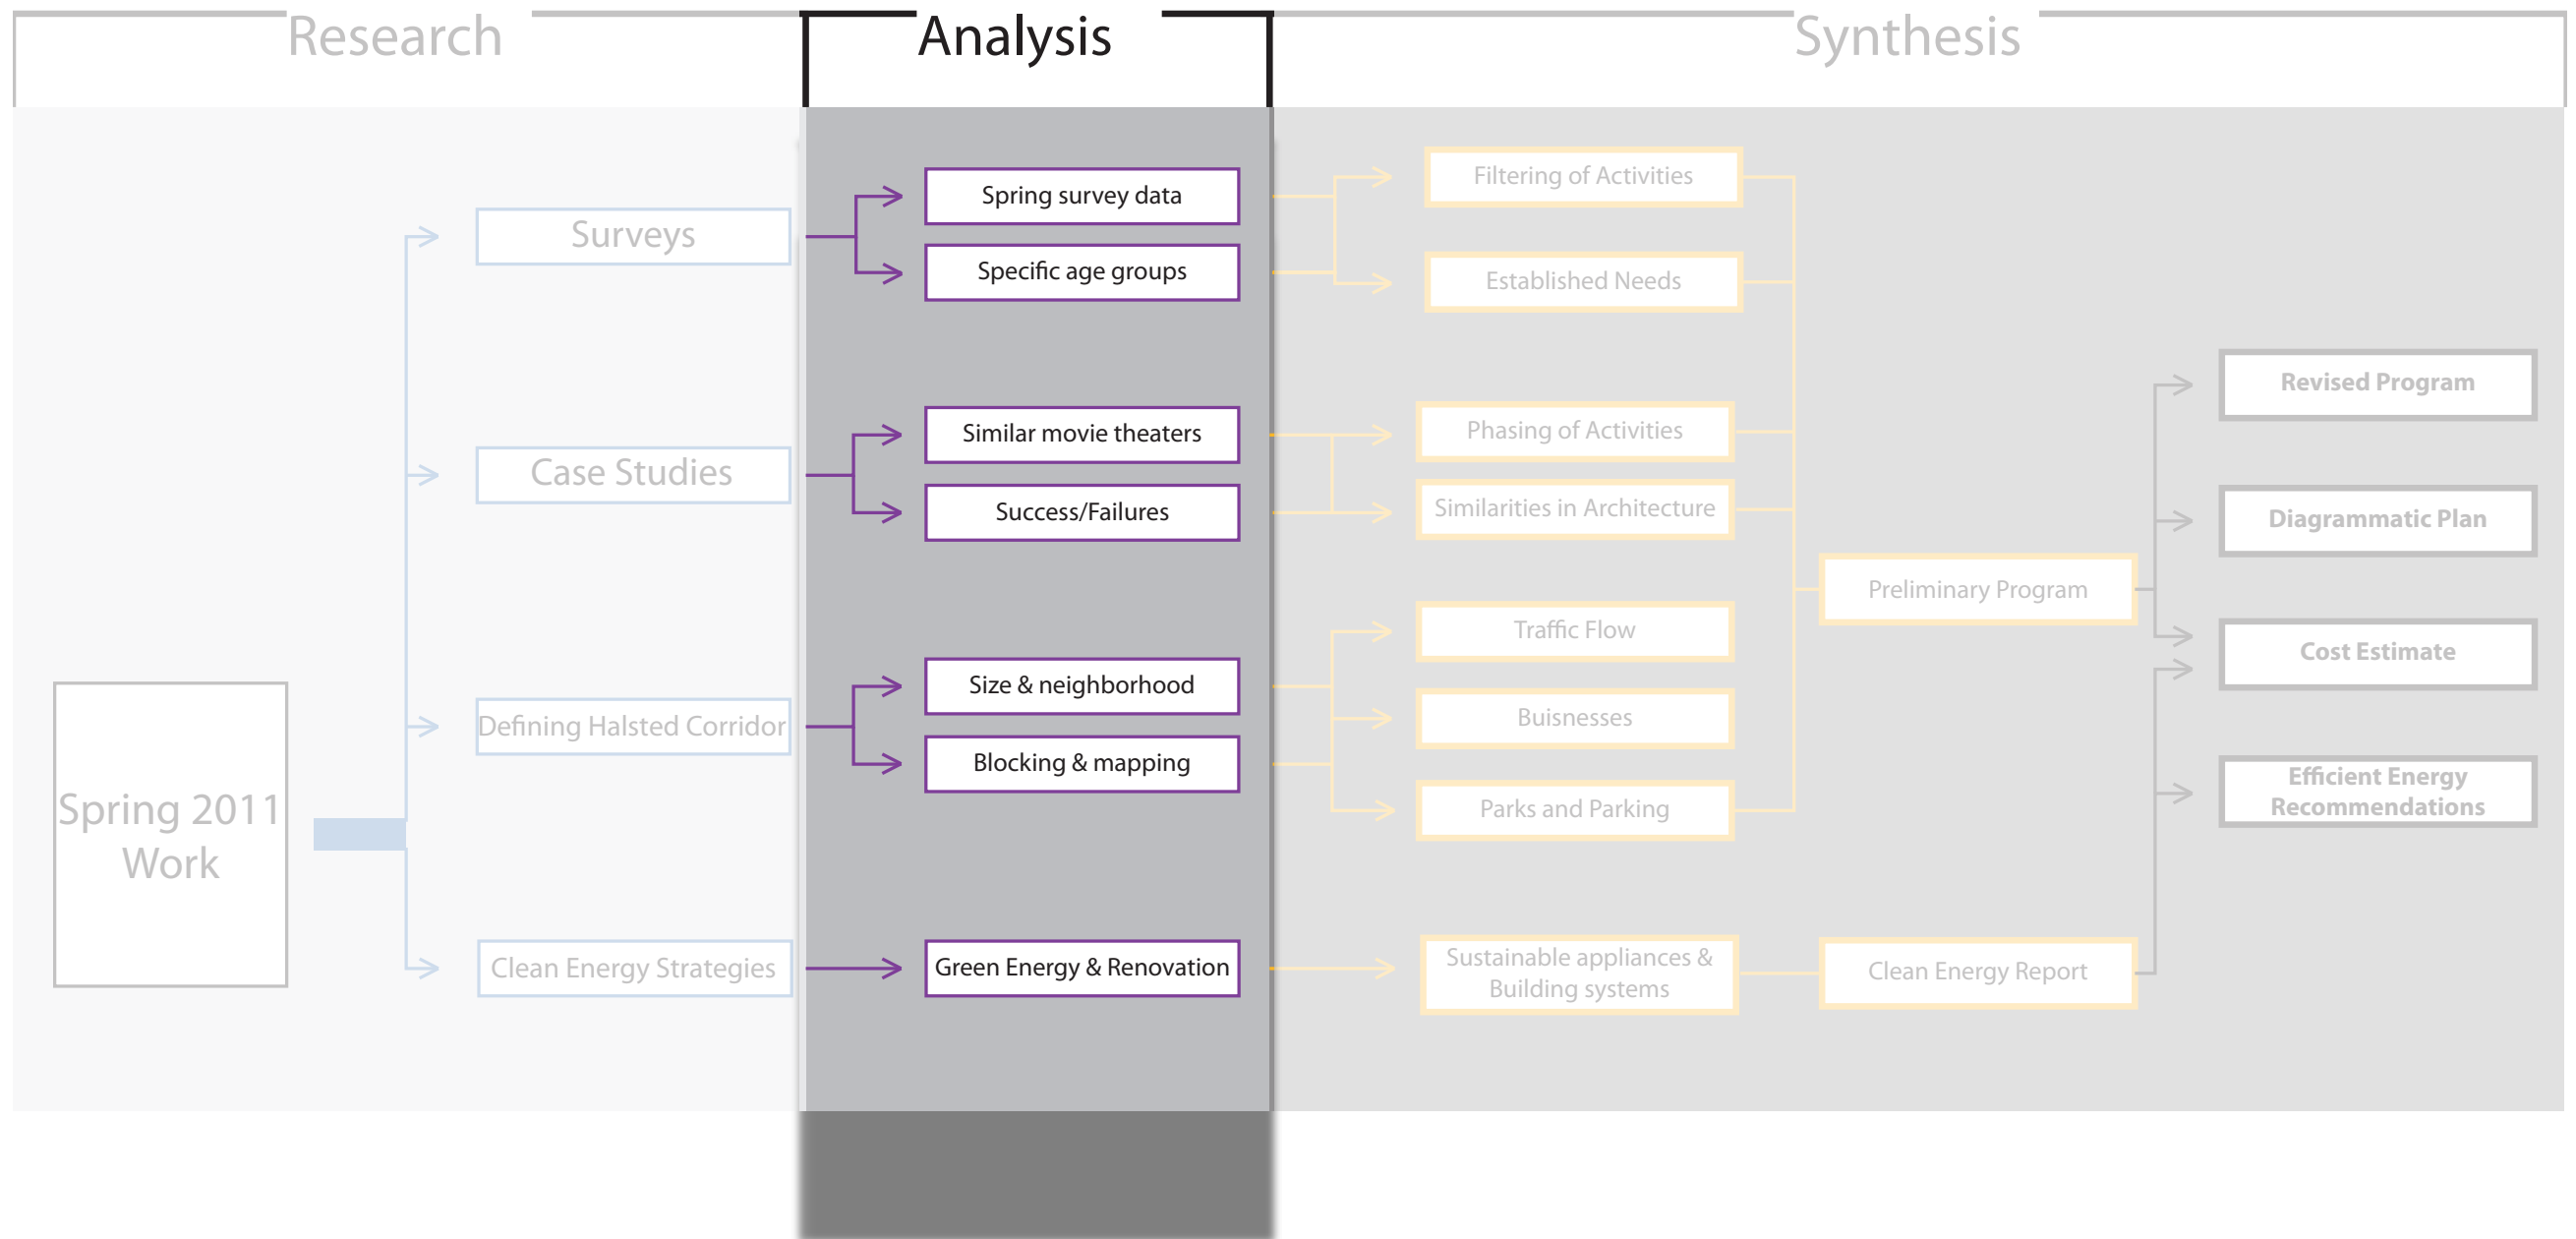 Research
Analysis
Synthesis
Spring 2011
Work
Surveys
Case Studies
Defining Halsted Corridor
Clean Energy Strategies
Spring survey data
Specific age groups
Similar movie theaters
Success/Failures
Size & neighborhood
Blocking & mapping
Green Energy & Renovation
Filtering of Activities
Established Needs
Phasing of Activities
Similarities in Architecture
Traffic Flow
Buisnesses
Parks and Parking
Sustainable appliances &
Building systems
Preliminary Program
Clean Energy Report
Revised Program
Diagrammatic Plan
Cost Estimate
Efficient Energy
Recommendations